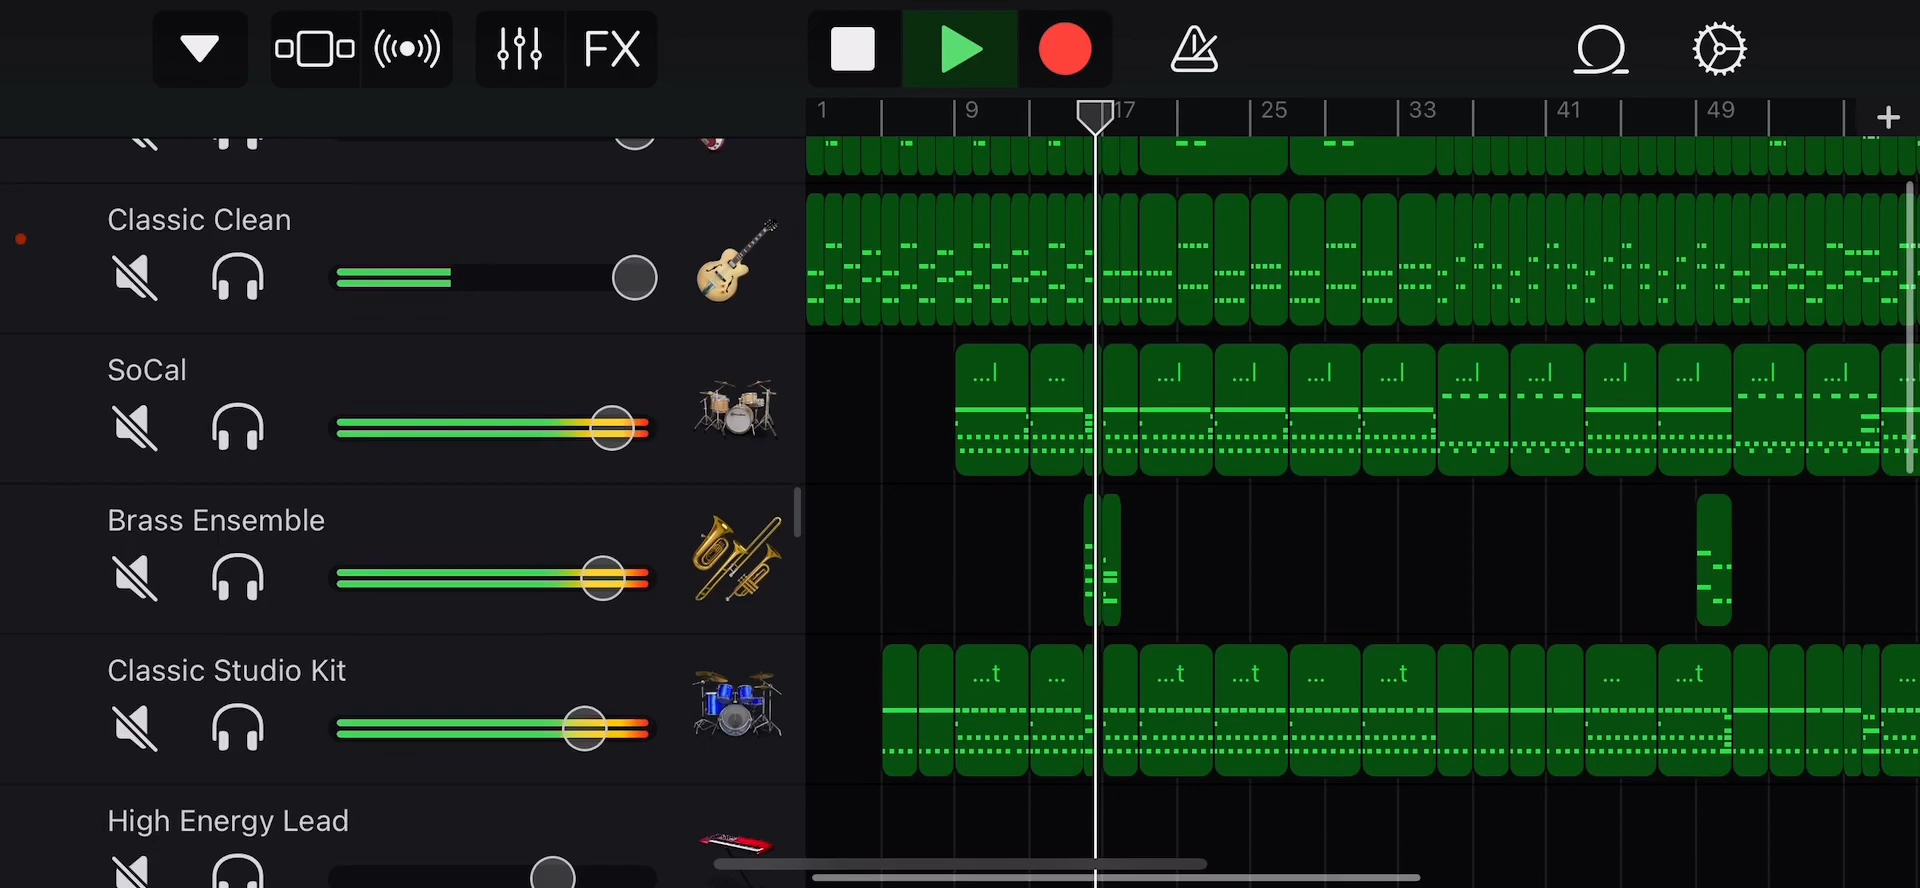 FX
1 9 17 25 33 41 49
Classic Clean
SoCal
...l ... ...l ...l ...l ...l ...l ...l ...l ...l ...l ...l
Brass Ensemble
Classic Studio Kit
...t ... ...t ...t ... ...t ... ...t ...
High Energy Lead